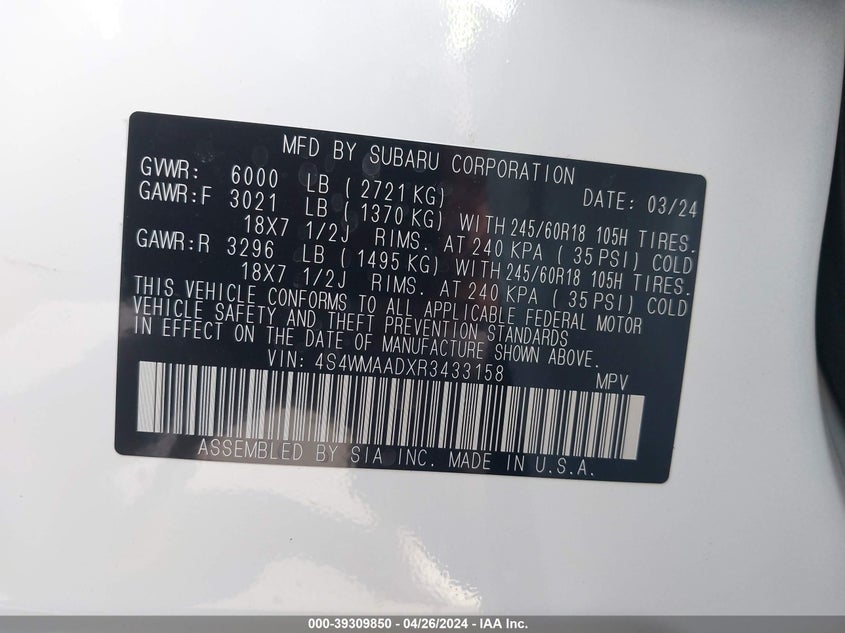 MFD BY SUBARU CORPORATION
GVWR: 6000 LB ( 2721 KG) DATE: 03/24
GAWR:F 3021 LB ( 1370 KG) WITH 245/60R18 105H TIRES.
18X7 1/2J RIMS. AT 240 KPA ( 35 PSI) COLD
GAWR:R 3296 LB ( 1495 KG) WITH 245/60R18 105H TIRES.
18X7 1/2J RIMS. AT 240 KPA ( 35 PSI) COLD
THIS VEHICLE CONFORMS TO ALL APPLICABLE FEDERAL MOTOR
VEHICLE SAFETY AND THEFT PREVENTION STANDARDS
IN EFFECT ON THE DATE OF MANUFACTURE SHOWN ABOVE.
VIN: 4S4WMAADXR3433158 MPV
ASSEMBLED BY SIA INC. MADE IN U.S.A.
000-39309850 - 04/26/2024 - IAA Inc.